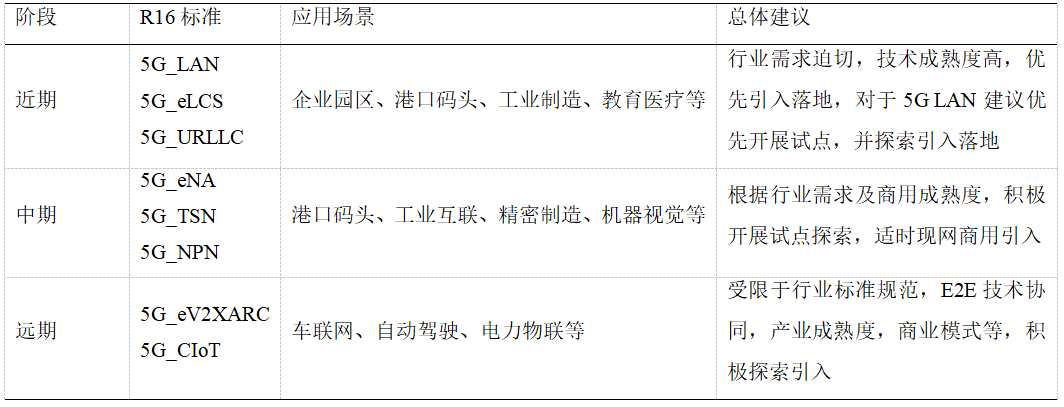 阶段 R16 标准 应用场景 总体建议
近期
5G_LAN
5G_eLCS
5G_URLLC
企业园区、港口码头、工业制造、教育医疗等
行业需求迫切，技术成熟度高，优
先引入落地，对于 5G LAN 建议优
先开展试点，并探索引入落地
中期
5G_eNA
5G_TSN
5G_NPN
港口码头、工业互联、精密制造、机器视觉等
根据行业需求及商用成熟度，积极
开展试点探索，适时现网商用引入
远期
5G_eV2XARC
5G_CIoT
车联网、自动驾驶、电力物联等
受限于行业标准规范，E2E 技术协
同，产业成熟度，商业模式等，积
极探索引入